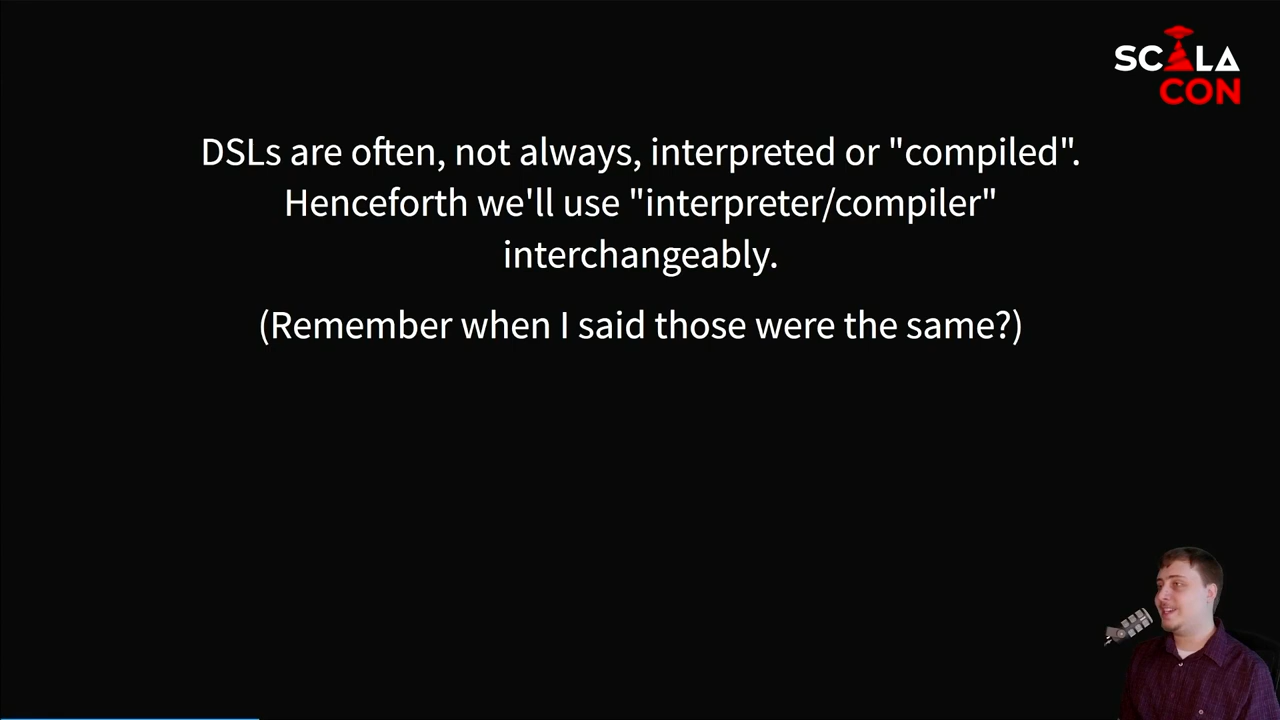 SCALA
CON
DSLs are often, not always, interpreted or "compiled".
Henceforth we'll use "interpreter/compiler"
interchangeably.
(Remember when I said those were the same?)